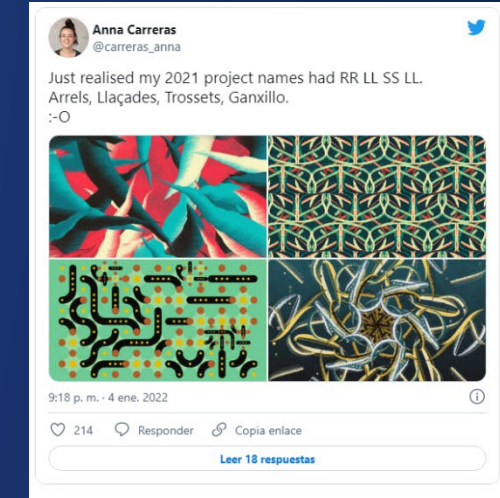 Anna Carreras
@carreras_anna
Just realised my 2021 project names had RR LL SS LL.
Arrels, Llaçades, Trossets, Ganxillo.
:-O
9:18 p. m. · 4 ene. 2022
214 Responder Copia enlace
Leer 18 respuestas